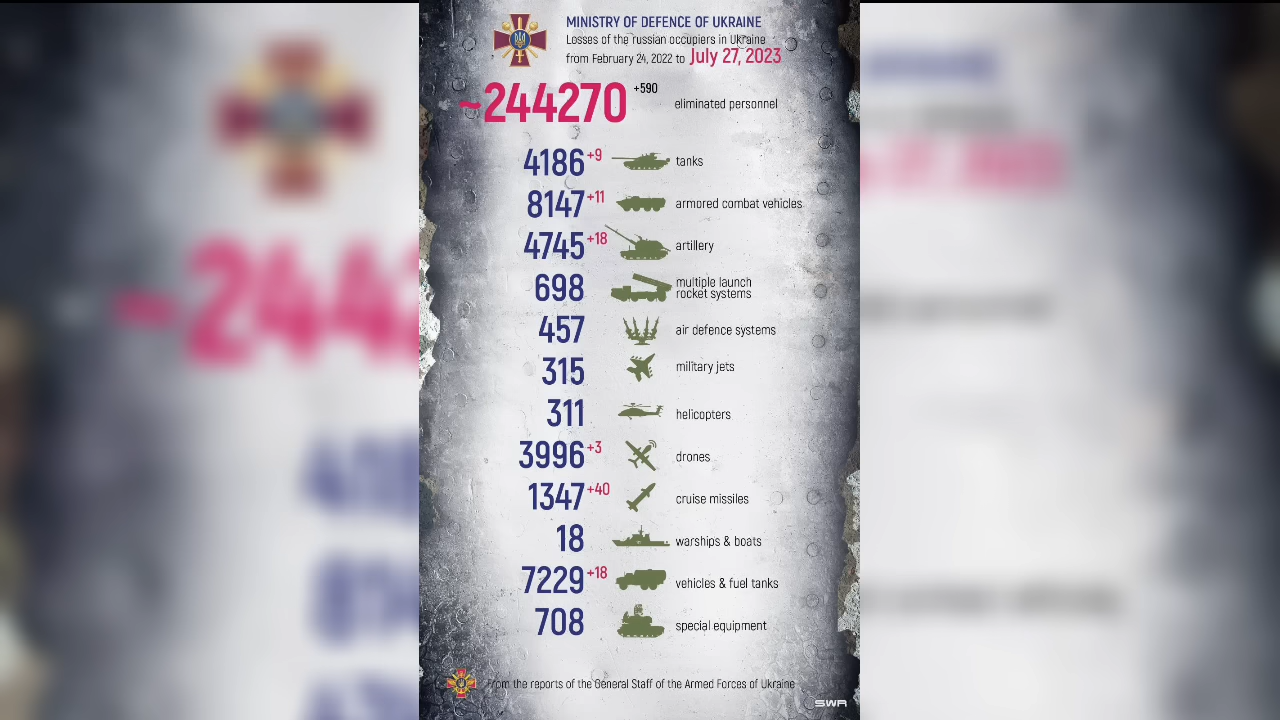 MINISTRY OF DEFENCE OF UKRAINE
Losses of the russian occupiers in Ukraine
from February 24, 2022 to July 27, 2023
~244270 +590 eliminated personnel
4186 +9 tanks
8147 +11 armored combat vehicles
4745 +18 artillery
698 multiple launch
rocket systems
457 air defence systems
315 military jets
311 helicopters
3996 +3 drones
1347 +40 cruise missiles
18 warships & boats
7229 +18 vehicles & fuel tanks
708 special equipment
From the reports of the General Staff of the Armed Forces of Ukraine
SWA